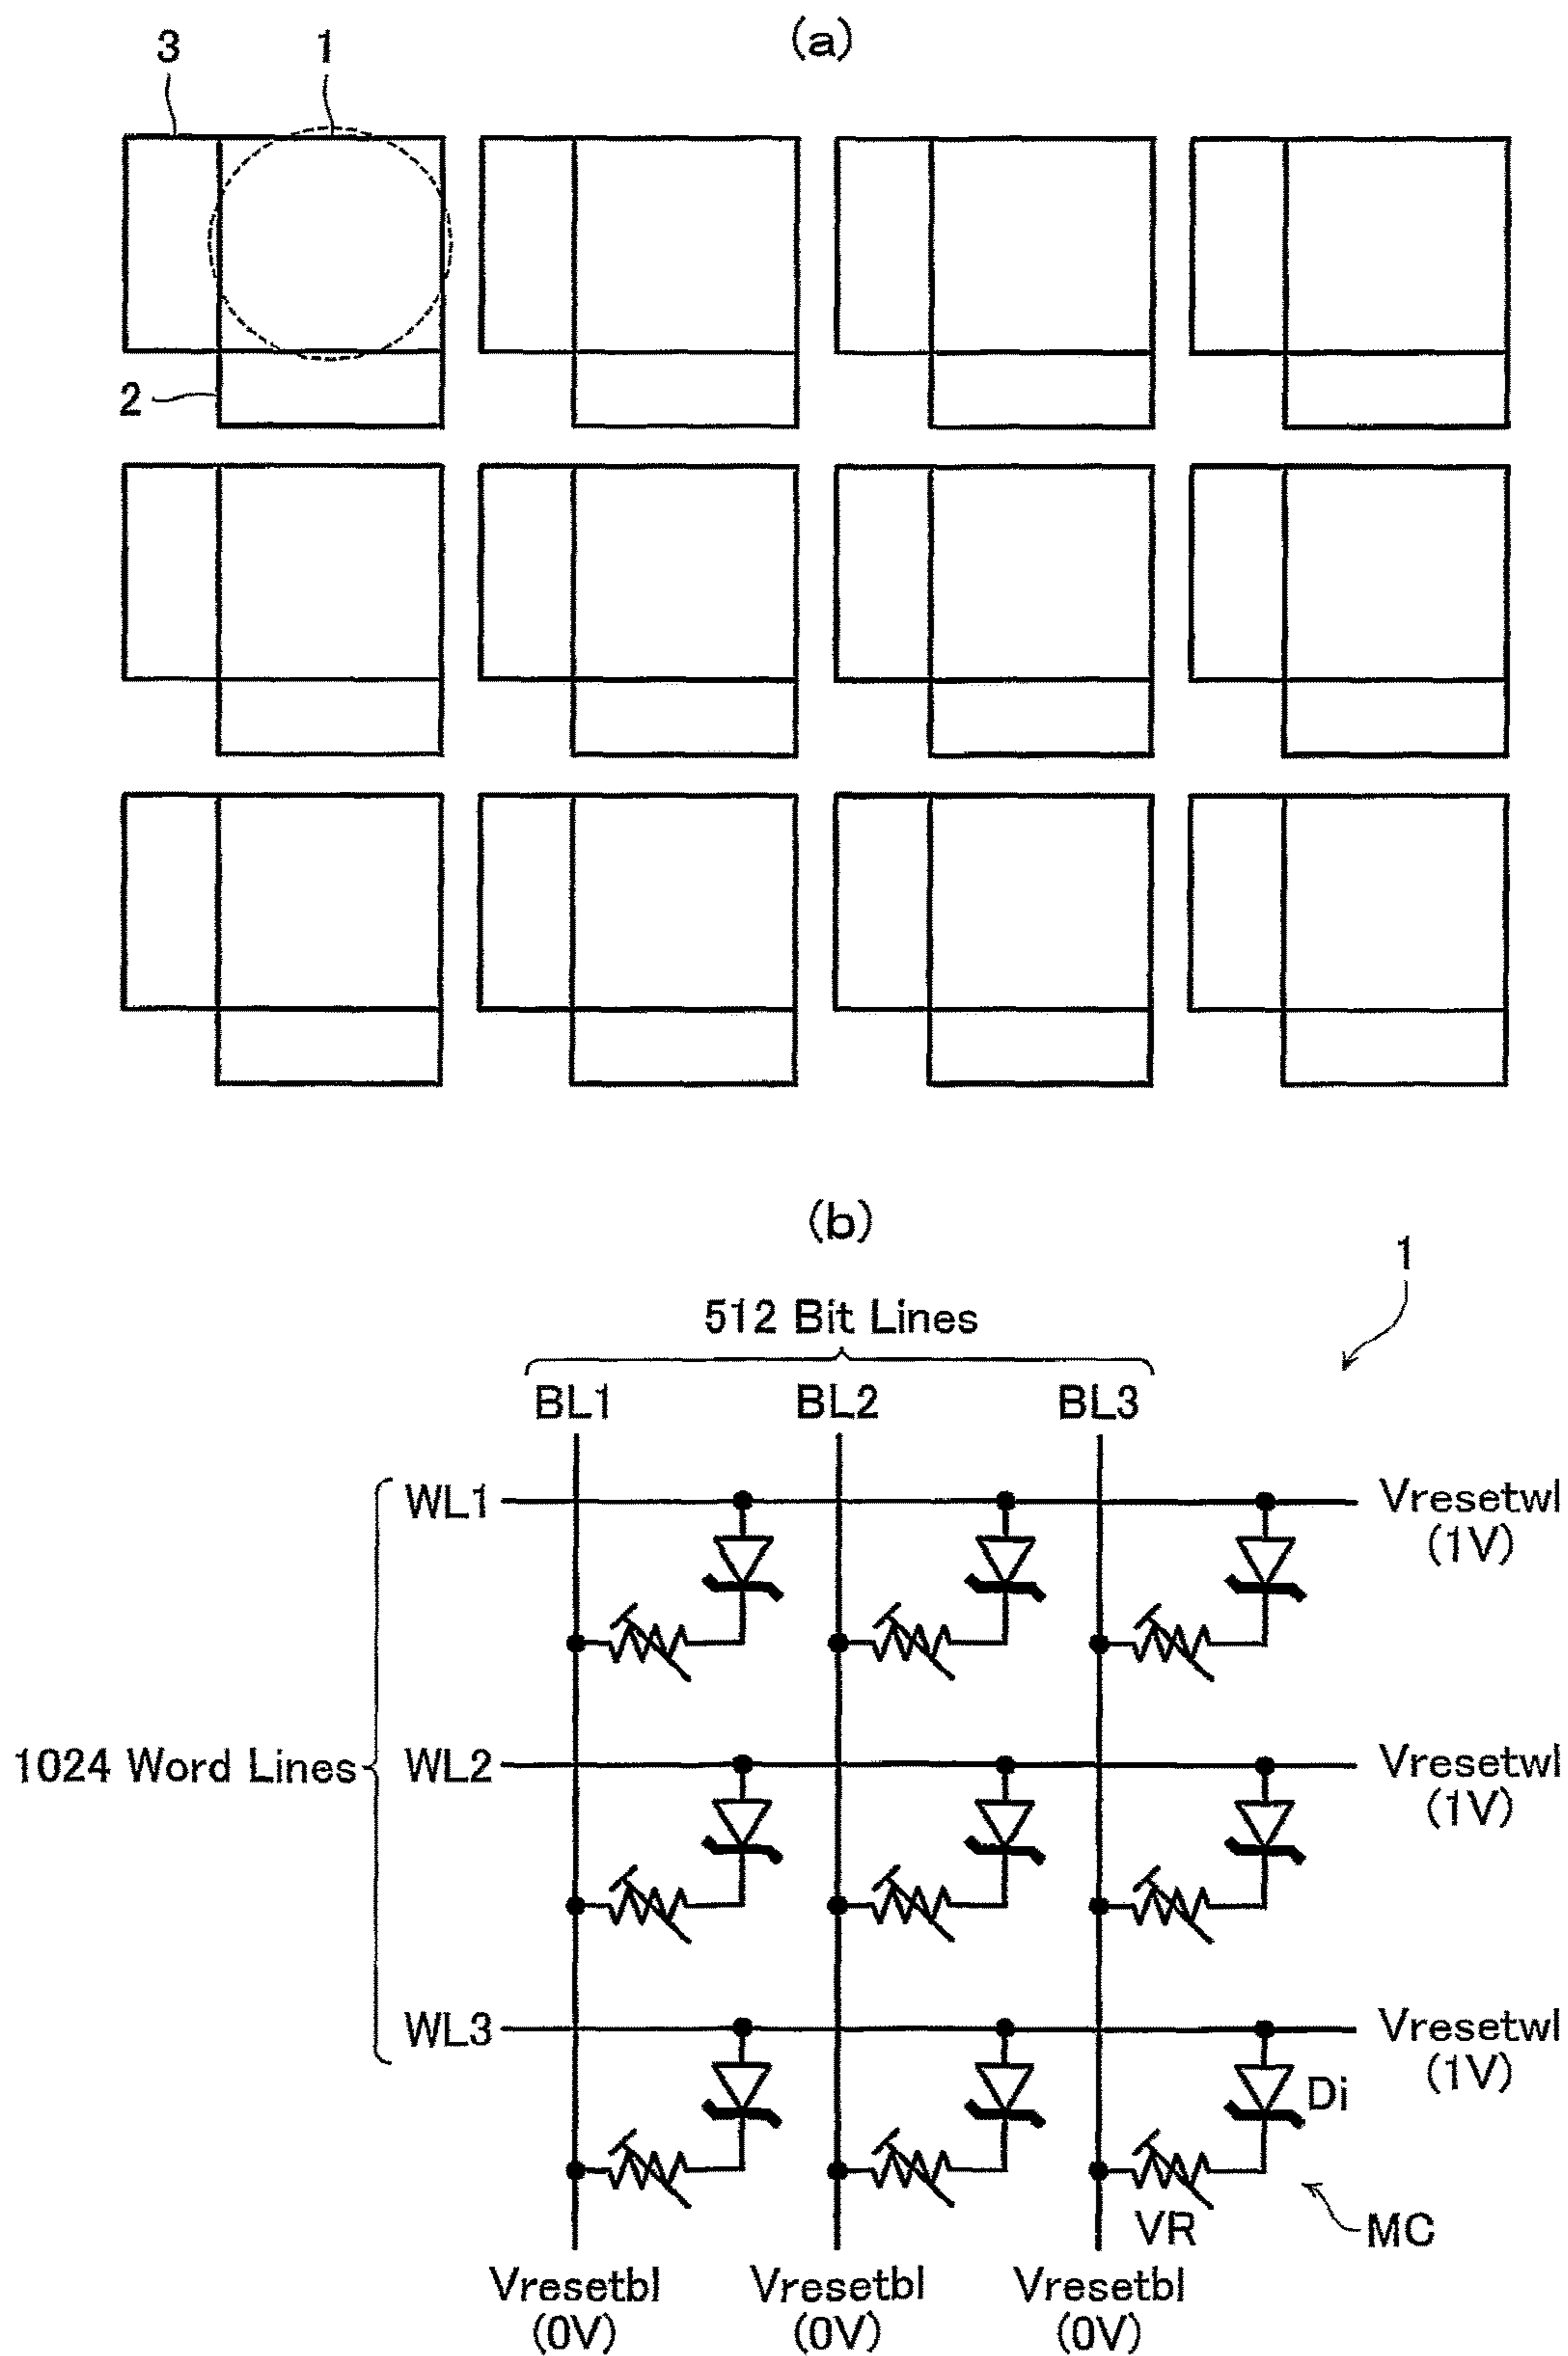 (a)
3
1
2
(b)
1
512 Bit Lines
BL1
BL2
BL3
WL1
Vresetwl
(1V)
1024 Word Lines
WL2
Vresetwl
(1V)
WL3
Vresetwl
(1V)
Di
VR
MC
Vresetbl
(0V)
Vresetbl
(0V)
Vresetbl
(0V)